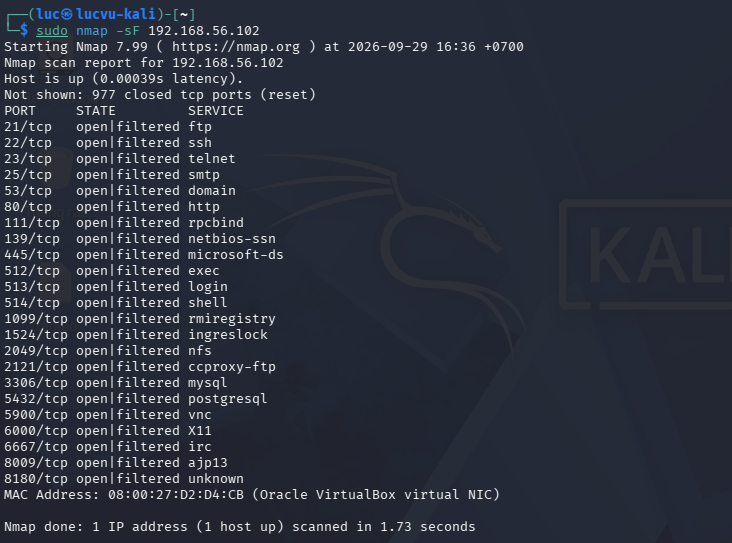 ┌──(luc㉿lucvu-kali)-[~]
└─$ sudo nmap -sF 192.168.56.102
Starting Nmap 7.99 ( https://nmap.org ) at 2026-09-29 16:36 +0700
Nmap scan report for 192.168.56.102
Host is up (0.00039s latency).
Not shown: 977 closed tcp ports (reset)
PORT     STATE         SERVICE
21/tcp   open|filtered ftp
22/tcp   open|filtered ssh
23/tcp   open|filtered telnet
25/tcp   open|filtered smtp
53/tcp   open|filtered domain
80/tcp   open|filtered http
111/tcp  open|filtered rpcbind
139/tcp  open|filtered netbios-ssn
445/tcp  open|filtered microsoft-ds
512/tcp  open|filtered exec
513/tcp  open|filtered login
514/tcp  open|filtered shell
1099/tcp open|filtered rmiregistry
1524/tcp open|filtered ingreslock
2049/tcp open|filtered nfs
2121/tcp open|filtered ccproxy-ftp
3306/tcp open|filtered mysql
5432/tcp open|filtered postgresql
5900/tcp open|filtered vnc
6000/tcp open|filtered X11
6667/tcp open|filtered irc
8009/tcp open|filtered ajp13
8180/tcp open|filtered unknown
MAC Address: 08:00:27:D2:D4:CB (Oracle VirtualBox virtual NIC)
Nmap done: 1 IP address (1 host up) scanned in 1.73 seconds
KALI